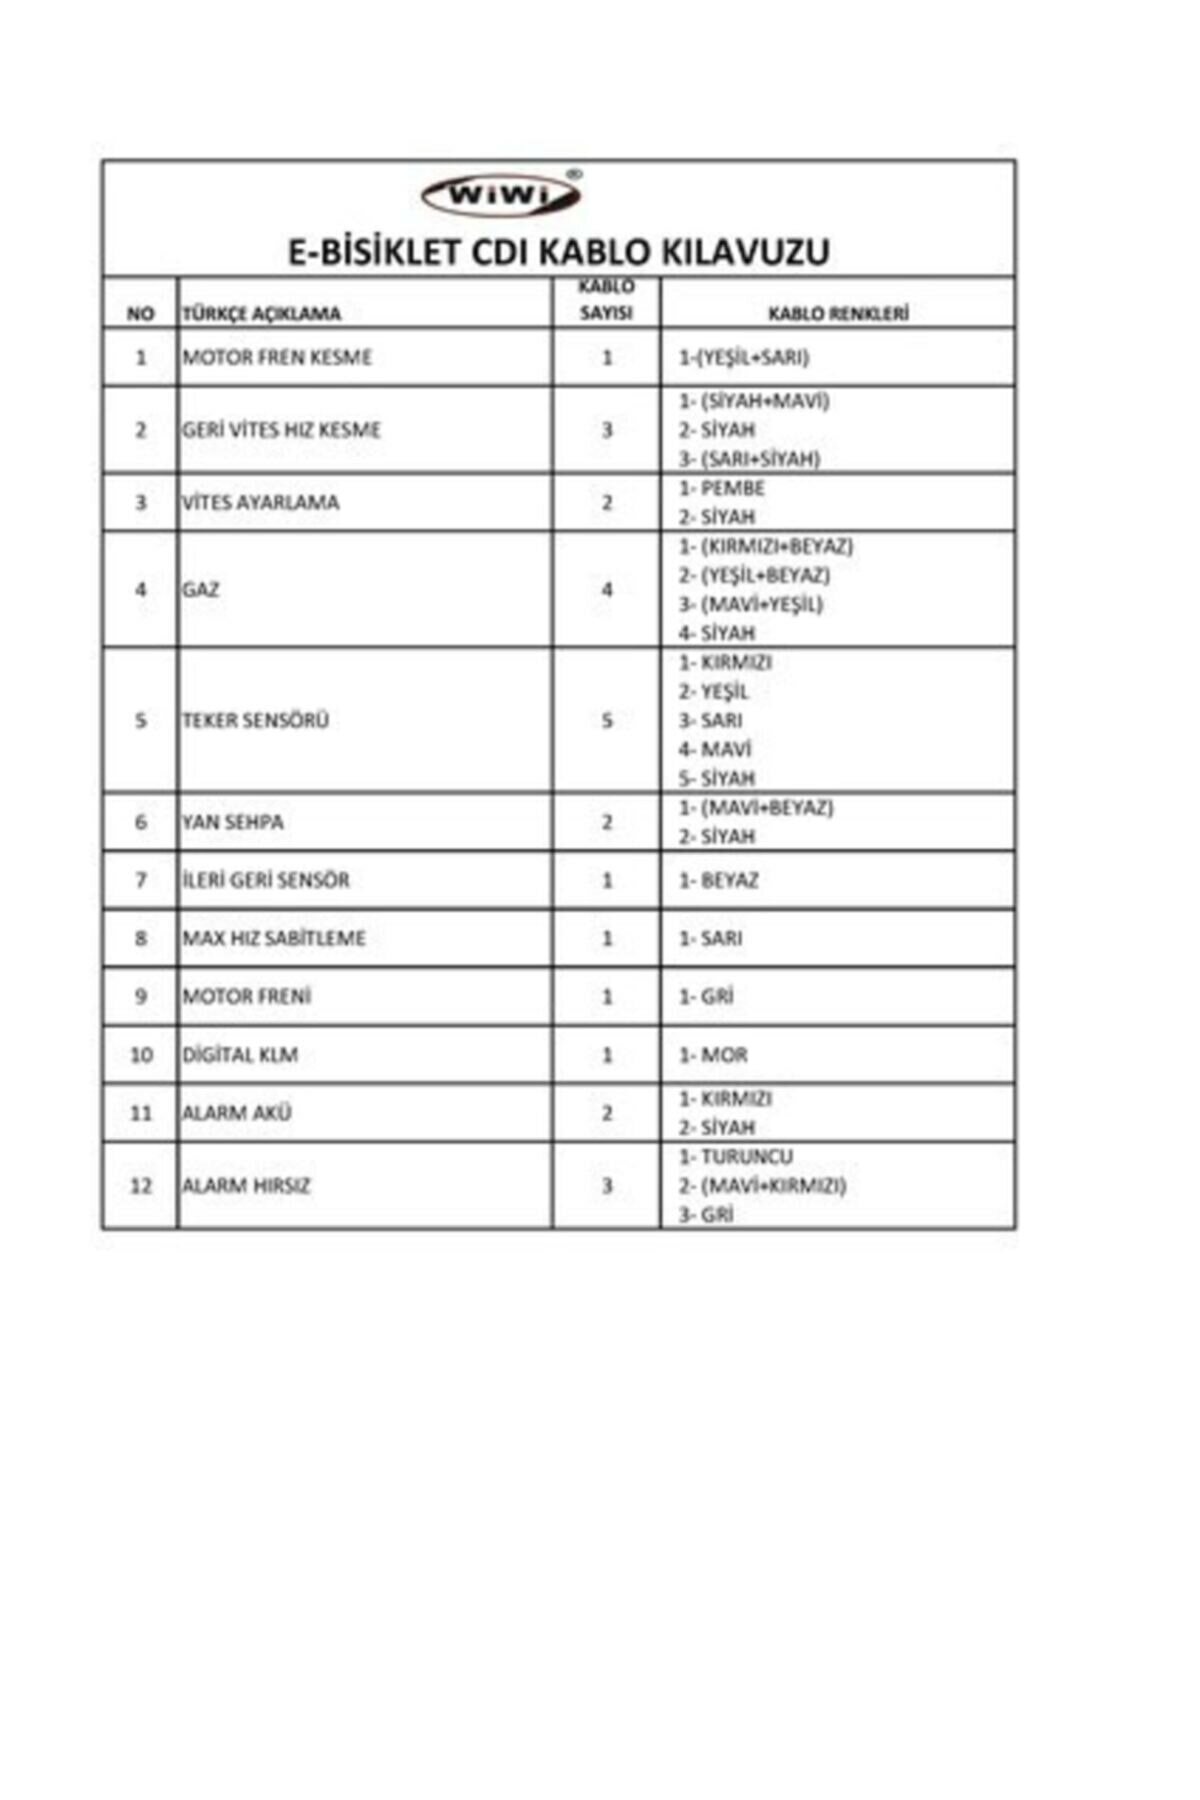 WiWi ®
E-BİSİKLET CDI KABLO KILAVUZU
NO TÜRKÇE AÇIKLAMA KABLO SAYISI KABLO RENKLERİ
1 MOTOR FREN KESME 1 1-(YEŞİL+SARI)
2 GERİ VİTES HIZ KESME 3 1- (SİYAH+MAVİ)
2- SİYAH
3- (SARI+SİYAH)
3 VİTES AYARLAMA 2 1- PEMBE
2- SİYAH
4 GAZ 4 1- (KIRMIZI+BEYAZ)
2- (YEŞİL+BEYAZ)
3- (MAVİ+YEŞİL)
4- SİYAH
5 TEKER SENSÖRÜ 5 1- KIRMIZI
2- YEŞİL
3- SARI
4- MAVİ
5- SİYAH
6 YAN SEHPA 2 1- (MAVİ+BEYAZ)
2- SİYAH
7 İLERİ GERİ SENSÖR 1 1- BEYAZ
8 MAX HIZ SABİTLEME 1 1- SARI
9 MOTOR FRENİ 1 1- GRİ
10 DİGİTAL KLM 1 1- MOR
11 ALARM AKÜ 2 1- KIRMIZI
2- SİYAH
12 ALARM HIRSIZ 3 1- TURUNCU
2- (MAVİ+KIRMIZI)
3- GRİ